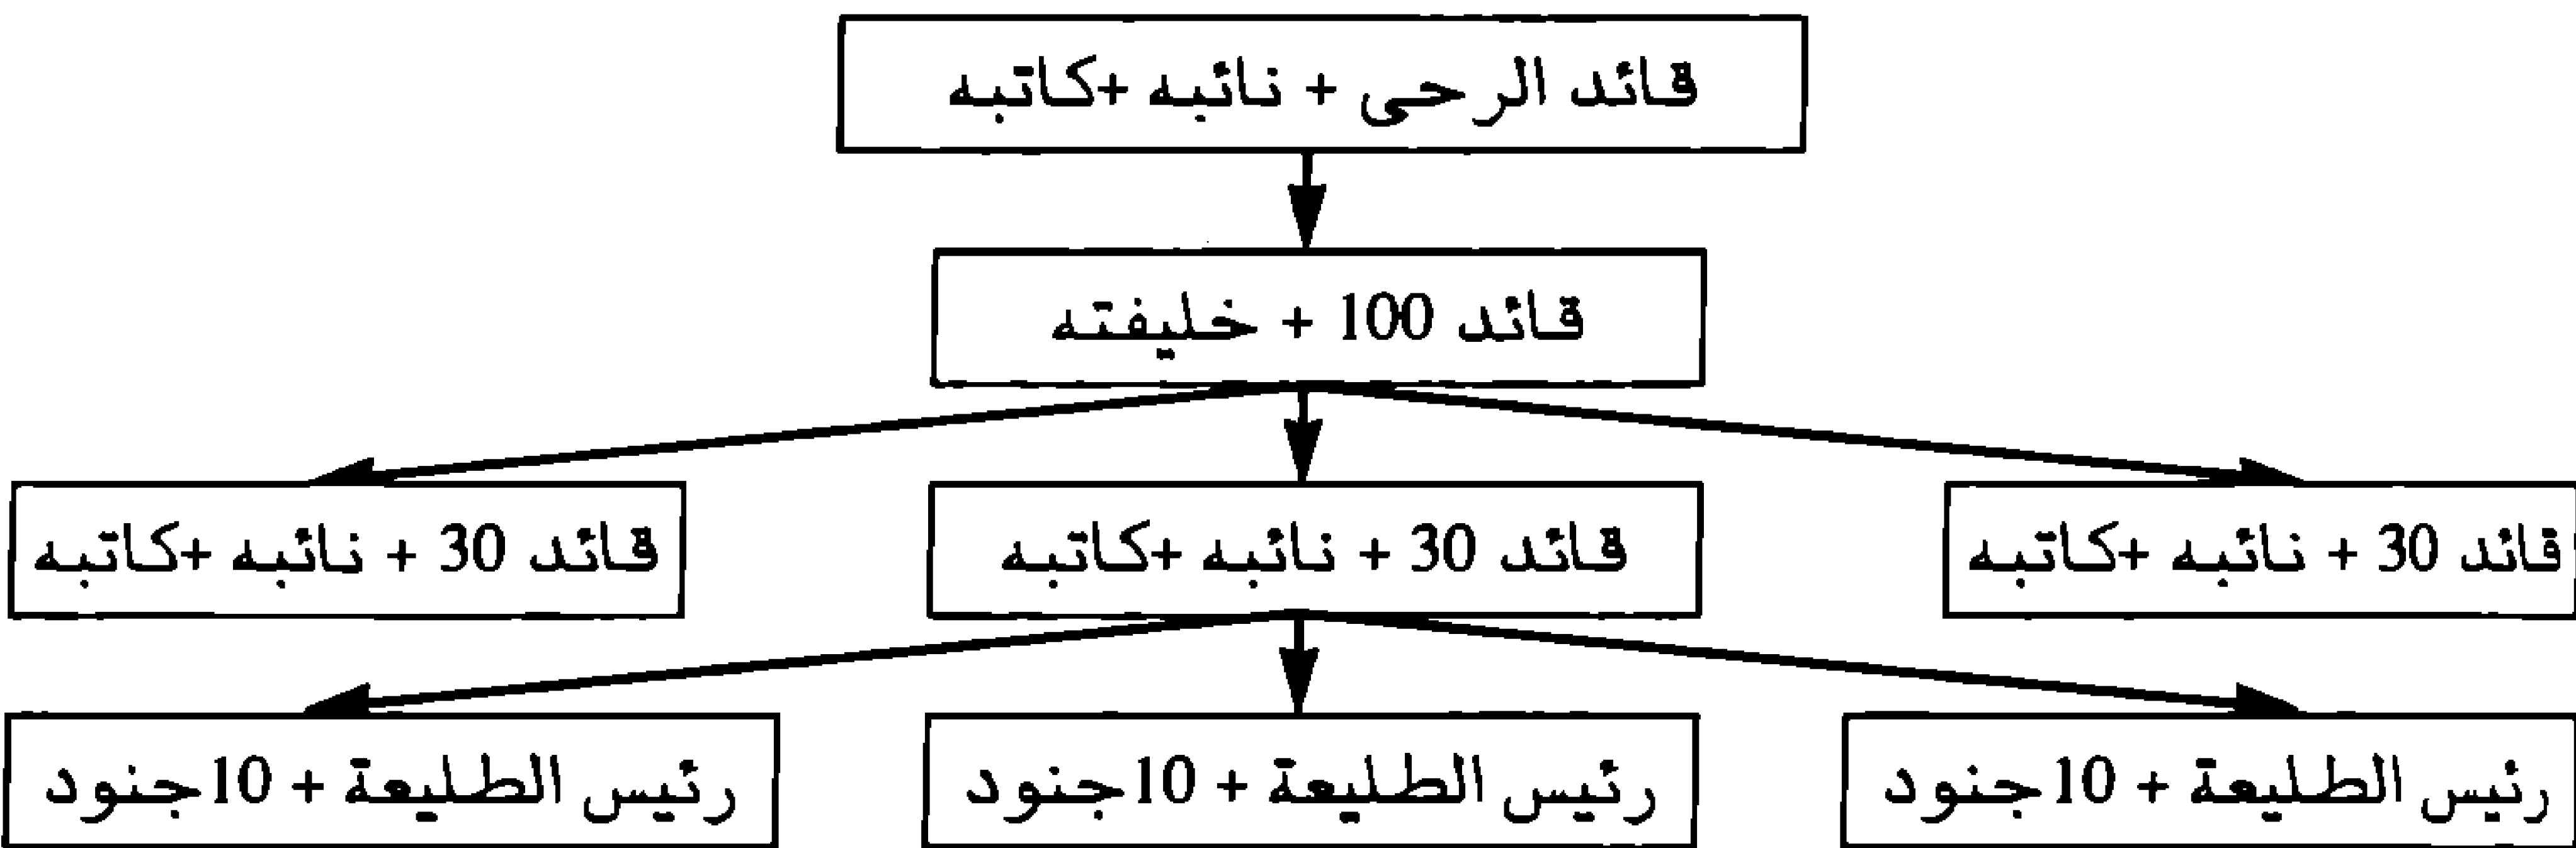 قائد الرحى + نائبه +كاتبه
قائد 100 + خليفته
قائد 30 + نائبه +كاتبه
قائد 30 + نائبه +كاتبه
قائد 30 + نائبه +كاتبه
رئيس الطليعة + 10جنود
رئيس الطليعة + 10جنود
رئيس الطليعة + 10جنود